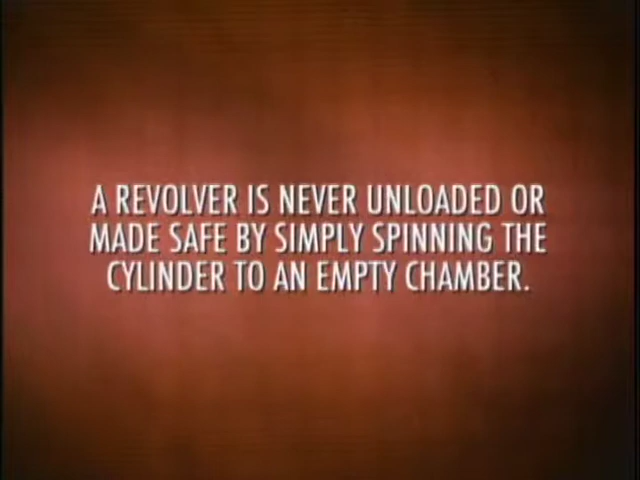 A REVOLVER IS NEVER UNLOADED OR
MADE SAFE BY SIMPLY SPINNING THE
CYLINDER TO AN EMPTY CHAMBER.